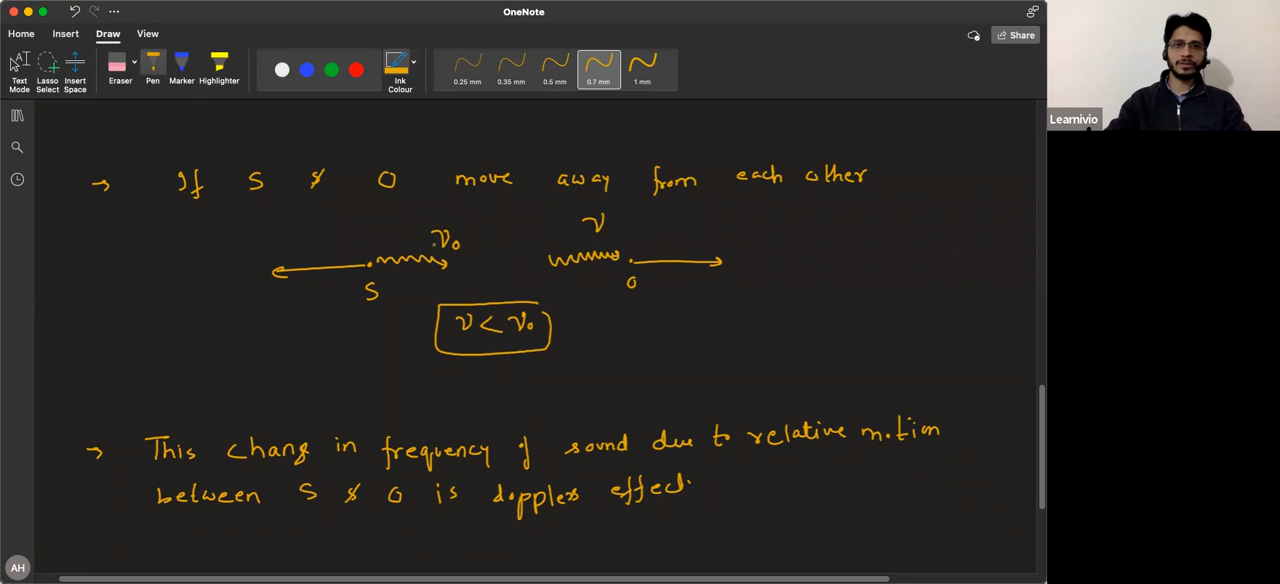 OneNote
Home Insert Draw View
Share
Text Mode
Lasso Select
Insert Space
Eraser
Pen
Marker
Highlighter
Ink Colour
0.25 mm
0.35 mm
0.5 mm
0.7 mm
1 mm
Learnivio
→ If S & O move away from each other
ν₀ ν
S O
ν < ν₀
→ This chang in frequency of sound due to relative motion
between S & O is dopplers effect.
AH